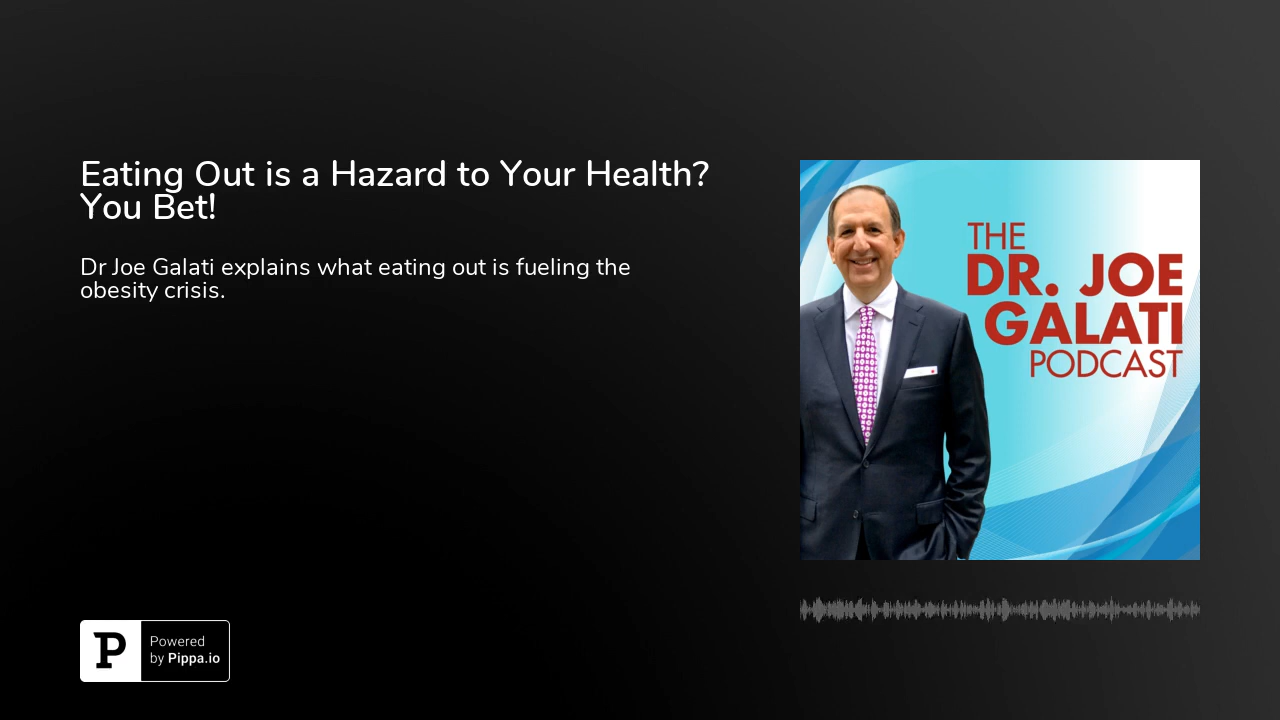 Eating Out is a Hazard to Your Health?
You Bet!
Dr Joe Galati explains what eating out is fueling the
obesity crisis.
THE
DR. JOE
GALATI
PODCAST
P
Powered
by Pippa.io